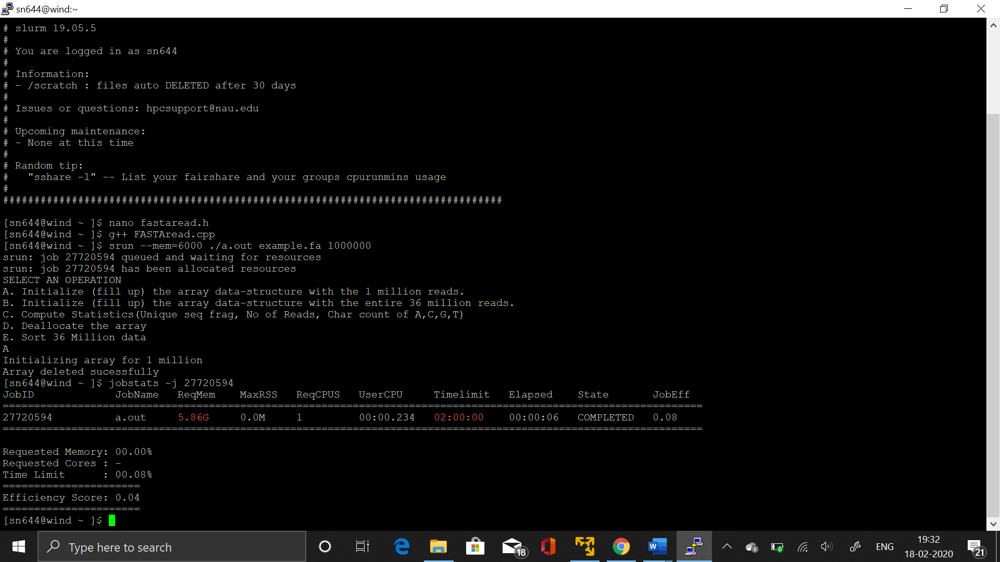 sn644@wind:~
# slurm 19.05.5
#
# You are logged in as sn644
#
# Information:
# - /scratch : files auto DELETED after 30 days
#
# Issues or questions: hpcsupport@nau.edu
#
# Upcoming maintenance:
# - None at this time
#
# Random tip:
#   "sshare -l" -- List your fairshare and your groups cpurunmins usage
#
################################################################################
[sn644@wind ~ ]$ nano fastaread.h
[sn644@wind ~ ]$ g++ FASTAread.cpp
[sn644@wind ~ ]$ srun --mem=6000 ./a.out example.fa 1000000
srun: job 27720594 queued and waiting for resources
srun: job 27720594 has been allocated resources
SELECT AN OPERATION
A. Initialize (fill up) the array data-structure with the 1 million reads.
B. Initialize (fill up) the array data-structure with the entire 36 million reads.
C. Compute Statistics(Unique seq frag, No of Reads, Char count of A,C,G,T)
D. Deallocate the array
E. Sort 36 Million data
A
Initializing array for 1 million
Array deleted sucessfully
[sn644@wind ~ ]$ jobstats -j 27720594
JobID             JobName   ReqMem    MaxRSS   ReqCPUS   UserCPU     Timelimit   Elapsed    State       JobEff
================================================================================================================
27720594          a.out     5.86G     0.0M     1         00:00.234   02:00:00    00:00:06   COMPLETED   0.08
================================================================================================================
Requested Memory: 00.00%
Requested Cores : -
Time Limit      : 00.08%
======================
Efficiency Score: 0.04
======================
[sn644@wind ~ ]$
Type here to search
18
ENG
19:32
18-02-2020
21